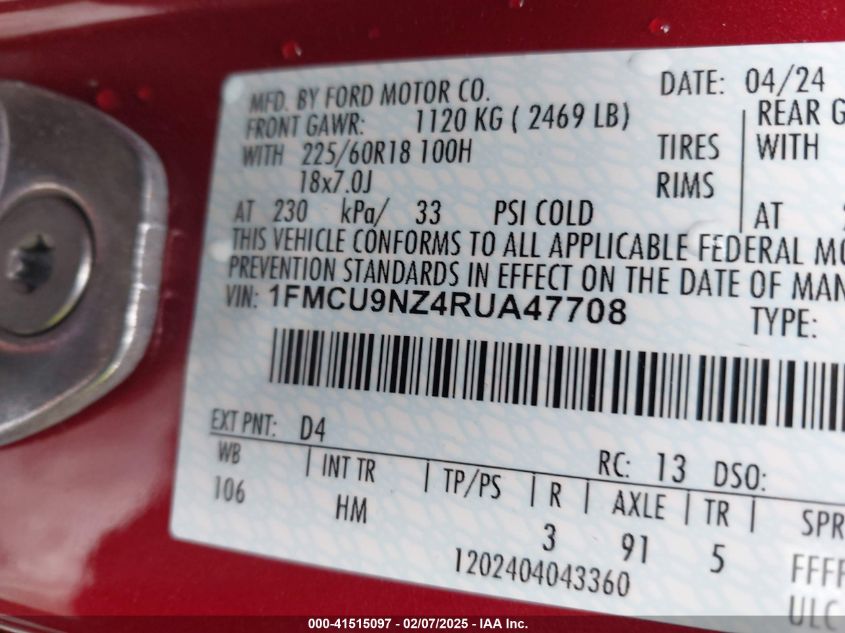 MFD. BY FORD MOTOR CO.
DATE: 04/24
FRONT GAWR: 1120 KG ( 2469 LB)
REAR G
WITH 225/60R18 100H
TIRES
WITH
18x7.0J
RIMS
AT 230 kPa/ 33 PSI COLD
AT
THIS VEHICLE CONFORMS TO ALL APPLICABLE FEDERAL MO
PREVENTION STANDARDS IN EFFECT ON THE DATE OF MAN
VIN: 1FMCU9NZ4RUA47708
TYPE:
EXT PNT: D4
RC: 13 DSO:
WB | INT TR | TP/PS | R | AXLE | TR | SPR
106 HM 3 91 5 FFFF
1202404043360
ULC
000-41515097 - 02/07/2025 - IAA Inc.